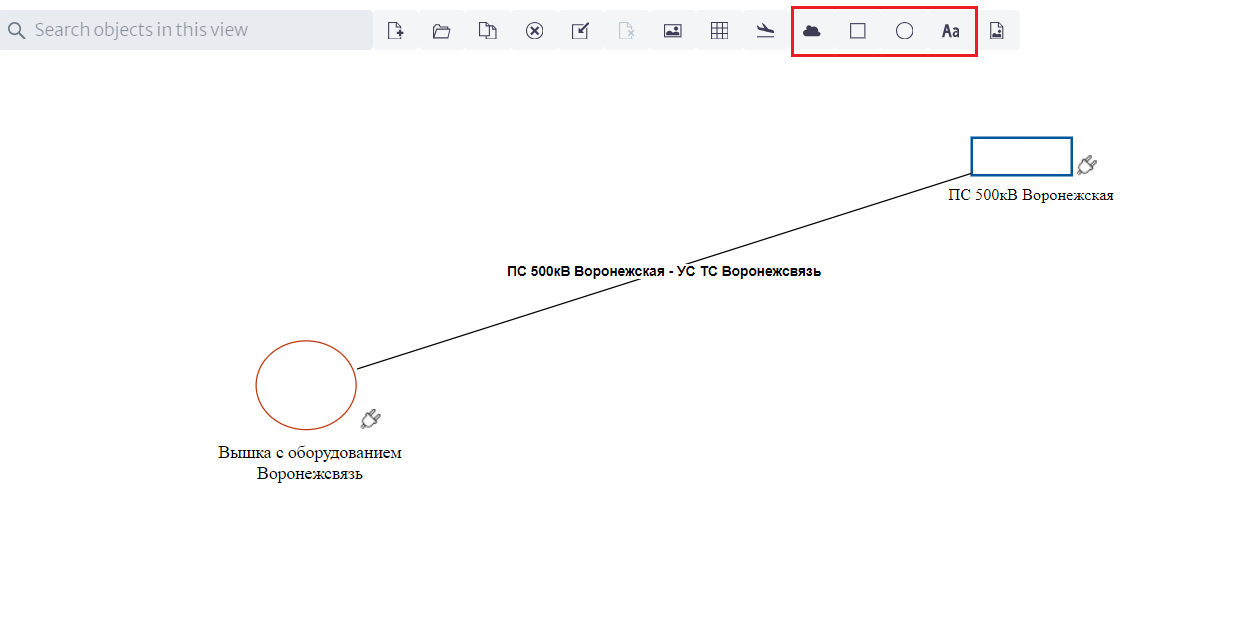 Search objects in this view
Aa
ПС 500кВ Воронежская
ПС 500кВ Воронежская - УС ТС Воронежсвязь
Вышка с оборудованием
Воронежсвязь